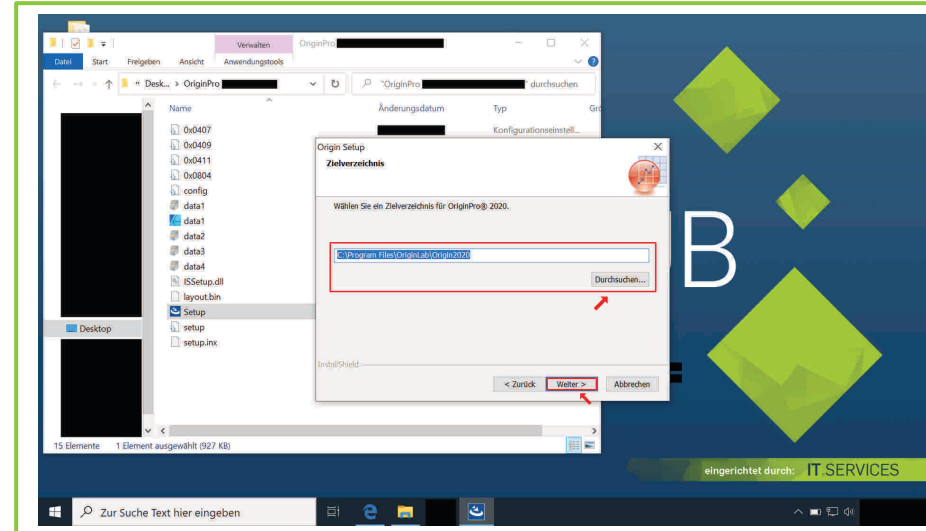 Verwalten
OriginPro
Datei Start Freigeben Ansicht Anwendungstools
Desk... > OriginPro
"OriginPro " durchsuchen
Name Änderungsdatum Typ Grö
0x0407 Konfigurationseinstell...
0x0409
0x0411
0x0804
config
data1
data1
data2
data3
data4
ISSetup.dll
layout.bin
Setup
setup
setup.inx
Desktop
15 Elemente 1 Element ausgewählt (927 KB)
Origin Setup
Zielverzeichnis
Wählen Sie ein Zielverzeichnis für OriginPro® 2020.
C:\Program Files\OriginLab\Origin2020
Durchsuchen...
InstallShield
< Zurück Weiter > Abbrechen
B
eingerichtet durch: IT.SERVICES
Zur Suche Text hier eingeben